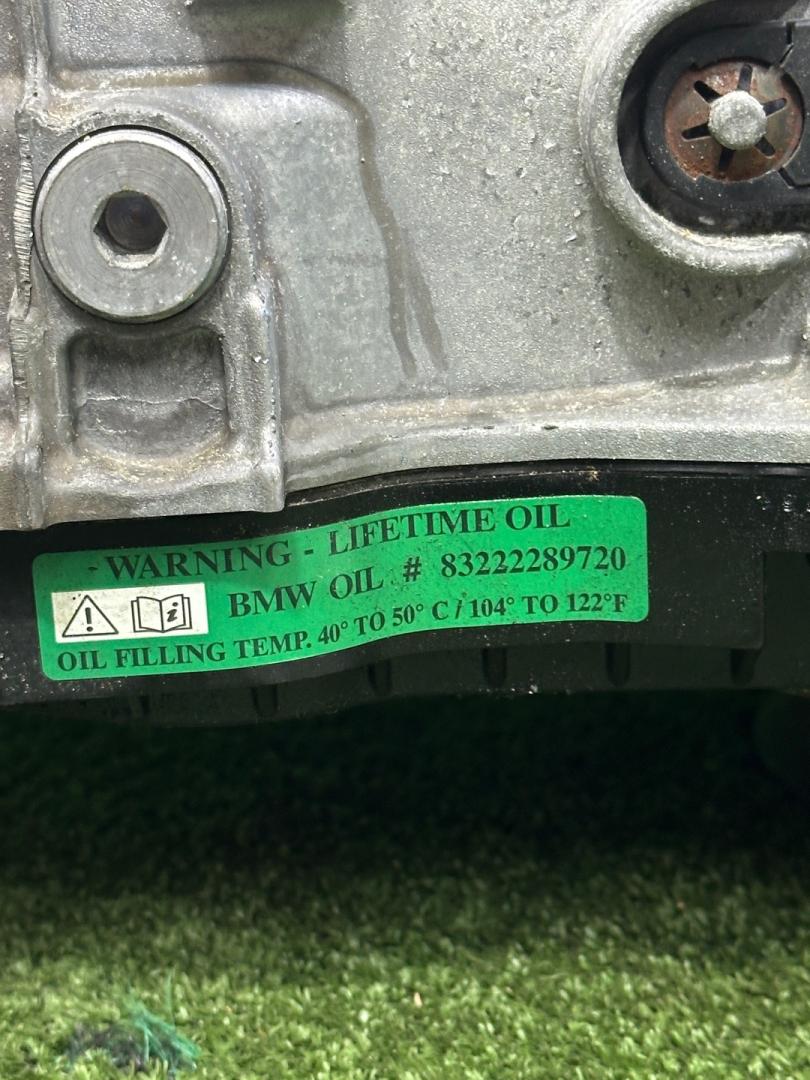 - WARNING - LIFETIME OIL
BMW OIL # 83222289720
OIL FILLING TEMP. 40° TO 50° C / 104° TO 122°F